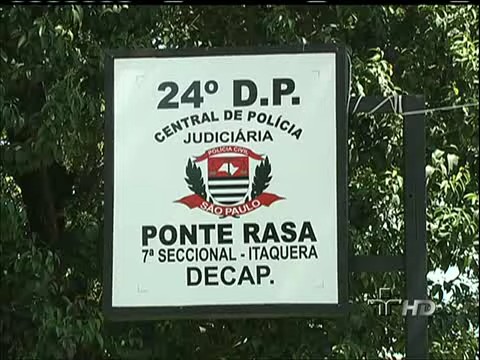 24º D.P.
CENTRAL DE POLÍCIA
JUDICIÁRIA
POLÍCIA CIVIL
SÃO PAULO
PONTE RASA
7ª SECCIONAL - ITAQUERA
DECAP.
HD